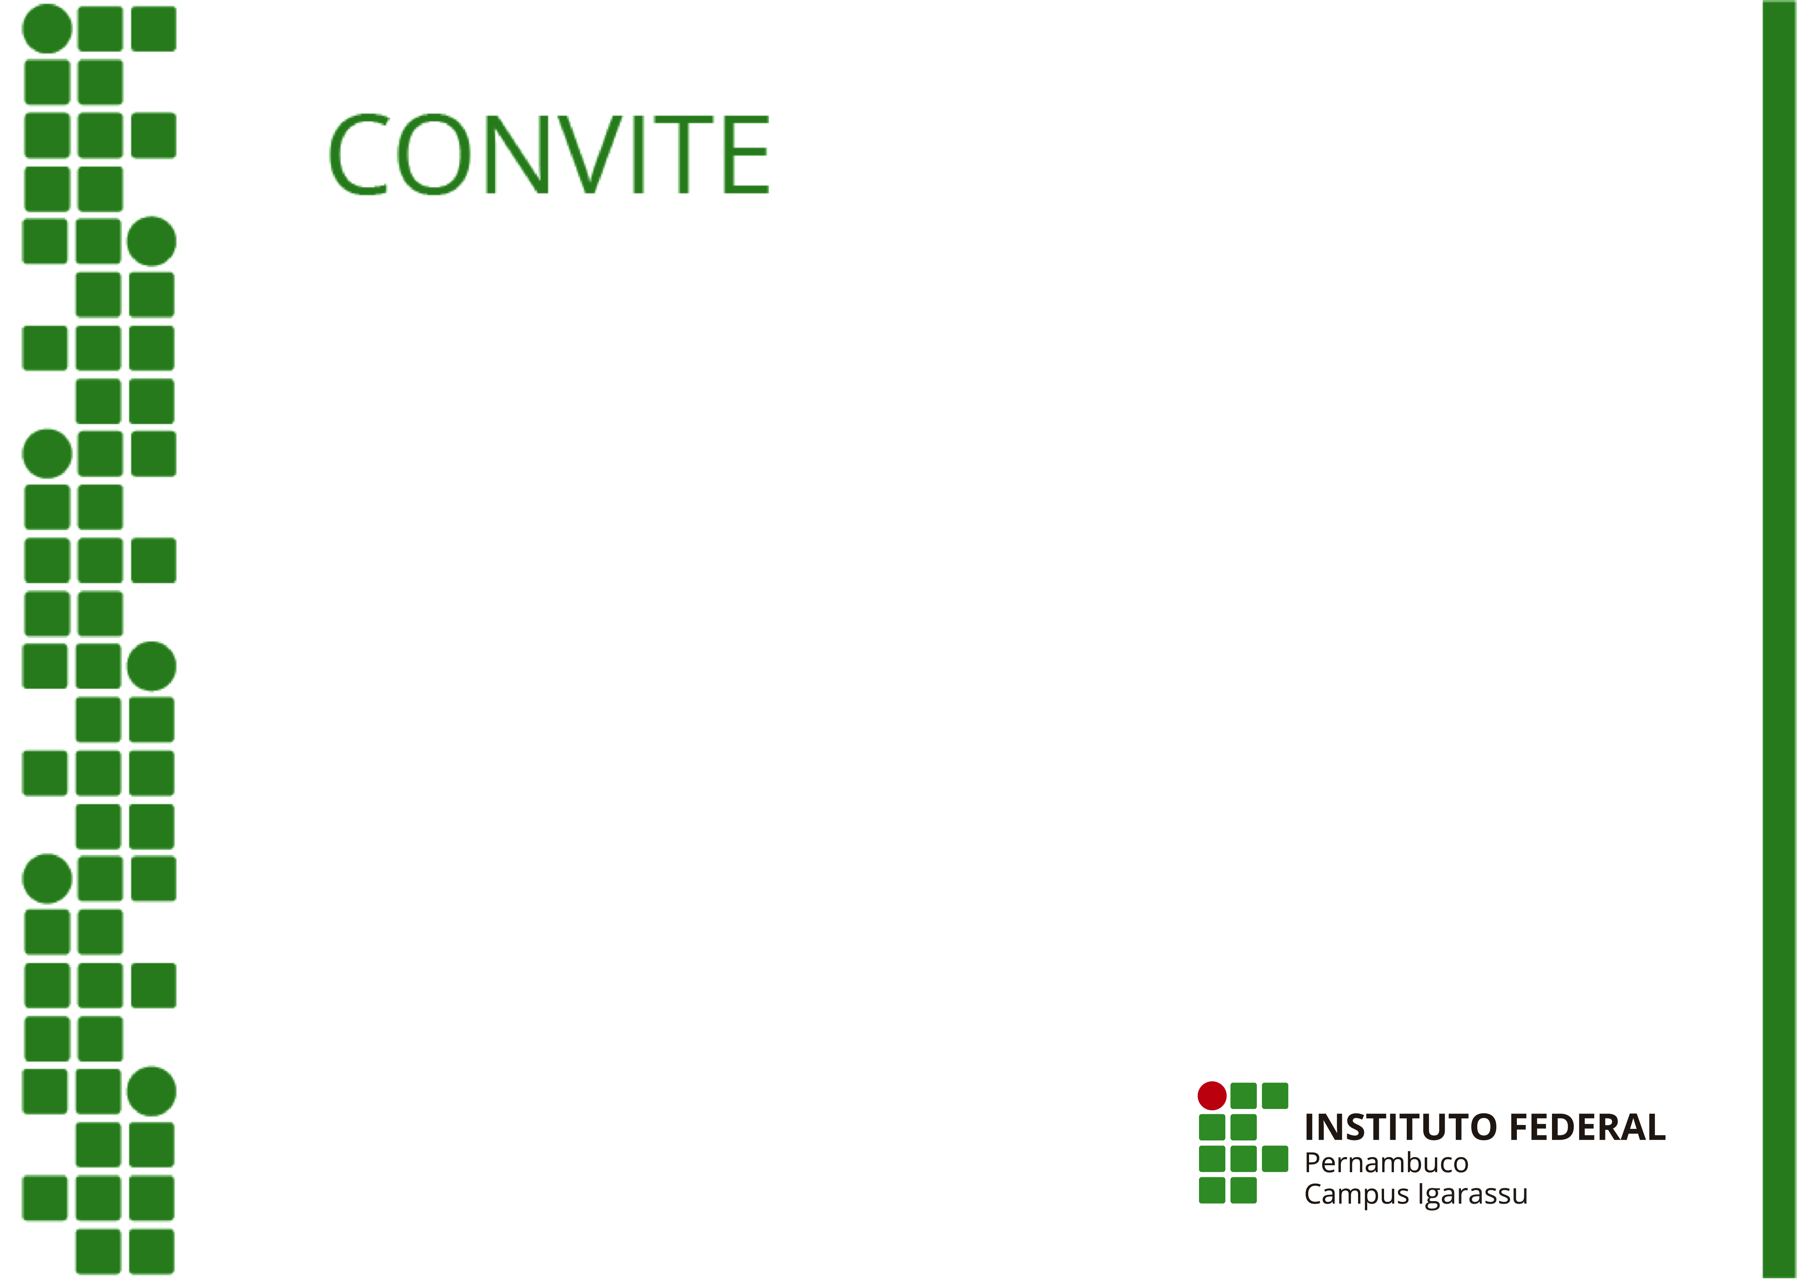 CONVITE
INSTITUTO FEDERAL
Pernambuco
Campus Igarassu